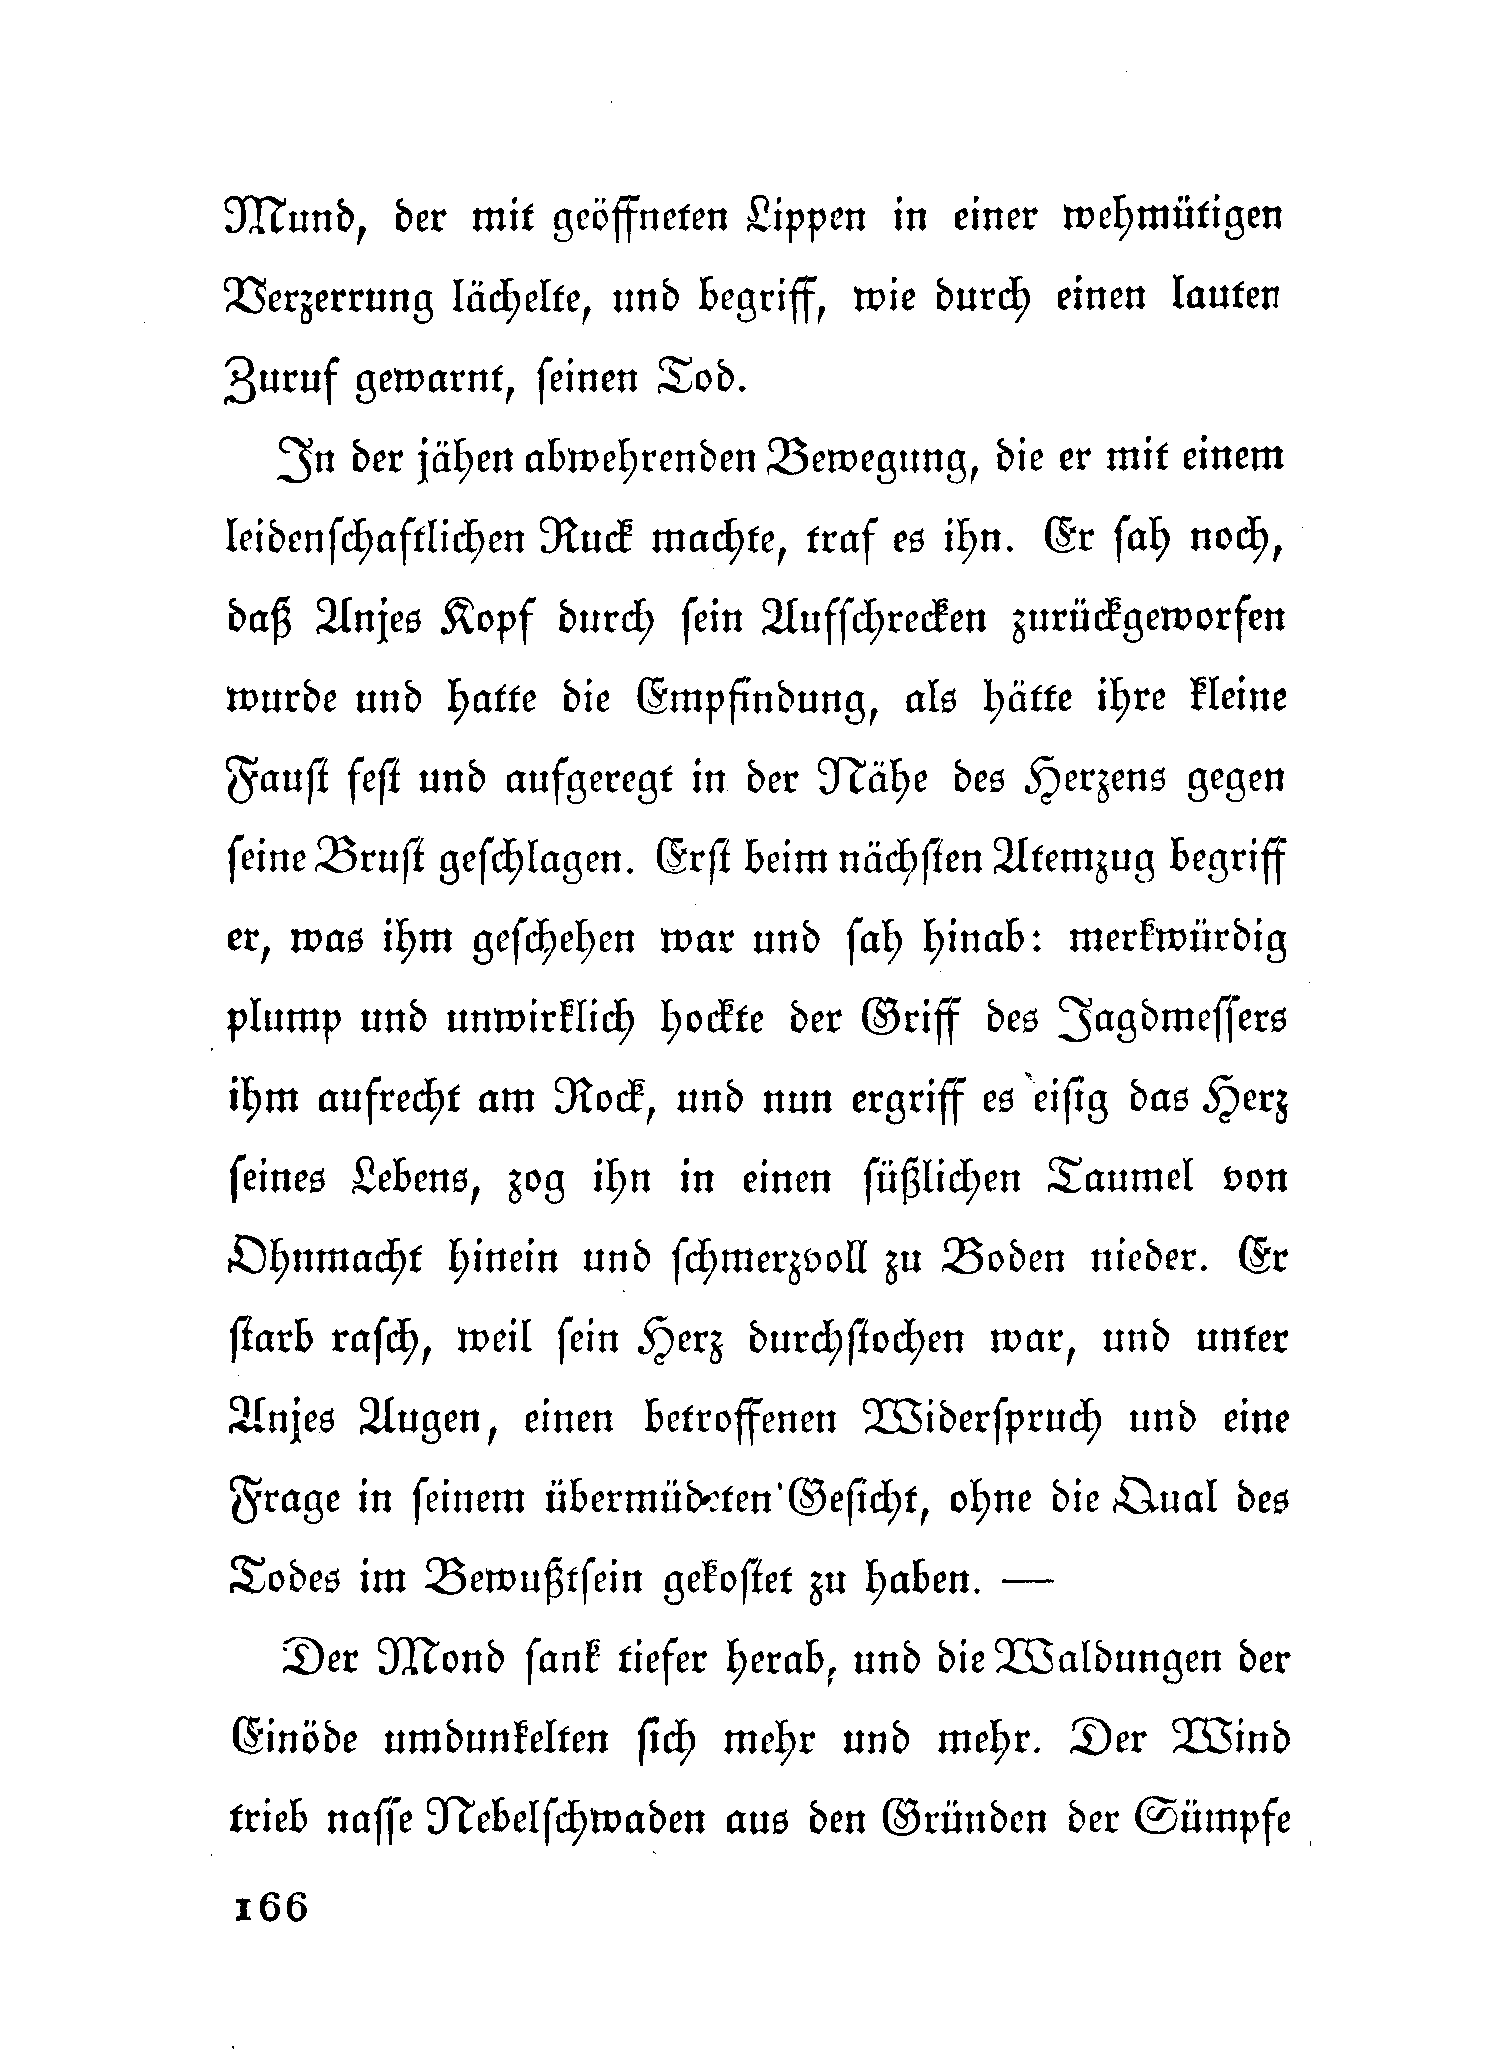 Mund, der mit geöffneten Lippen in einer wehmütigen
Verzerrung lächelte, und begriff, wie durch einen lauten
Zuruf gewarnt, ſeinen Tod.
In der jähen abwehrenden Bewegung, die er mit einem
leidenſchaftlichen Ruck machte, traf es ihn. Er ſah noch,
daß Anjes Kopf durch ſein Aufſchrecken zurückgeworfen
wurde und hatte die Empfindung, als hätte ihre kleine
Fauſt feſt und aufgeregt in der Nähe des Herzens gegen
ſeine Bruſt geſchlagen. Erſt beim nächſten Atemzug begriff
er, was ihm geſchehen war und ſah hinab: merkwürdig
plump und unwirklich hockte der Griff des Jagdmeſſers
ihm aufrecht am Rock, und nun ergriff es eiſig das Herz
ſeines Lebens, zog ihn in einen ſüßlichen Taumel von
Ohnmacht hinein und ſchmerzvoll zu Boden nieder. Er
ſtarb raſch, weil ſein Herz durchſtochen war, und unter
Anjes Augen, einen betroffenen Widerſpruch und eine
Frage in ſeinem übermüdeten Geſicht, ohne die Qual des
Todes im Bewußtſein gekoſtet zu haben. —
Der Mond ſank tiefer herab, und die Waldungen der
Einöde umdunkelten ſich mehr und mehr. Der Wind
trieb naſſe Nebelſchwaden aus den Gründen der Sümpfe
166